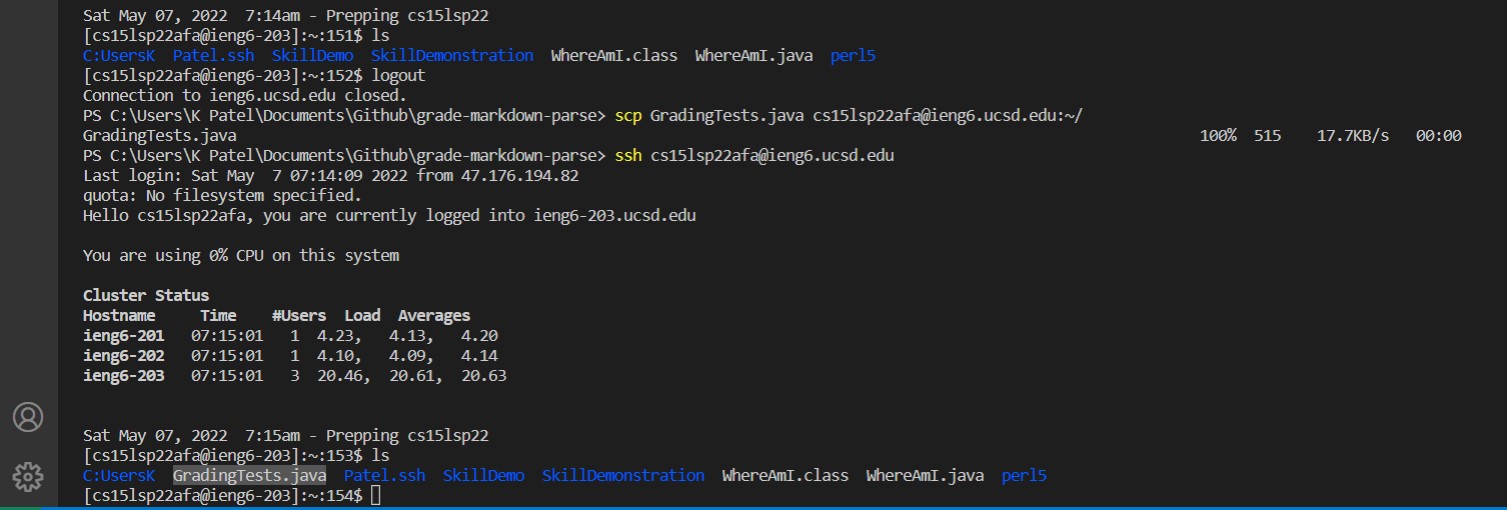 Sat May 07, 2022  7:14am - Prepping cs15lsp22
[cs15lsp22afa@ieng6-203]:~:151$ ls
C:UsersK  Patel.ssh  SkillDemo  SkillDemonstration  WhereAmI.class  WhereAmI.java  perl5
[cs15lsp22afa@ieng6-203]:~:152$ logout
Connection to ieng6.ucsd.edu closed.
PS C:\Users\K Patel\Documents\Github\grade-markdown-parse> scp GradingTests.java cs15lsp22afa@ieng6.ucsd.edu:~/
GradingTests.java                                                                                                           100%  515    17.7KB/s   00:00
PS C:\Users\K Patel\Documents\Github\grade-markdown-parse> ssh cs15lsp22afa@ieng6.ucsd.edu
Last login: Sat May  7 07:14:09 2022 from 47.176.194.82
quota: No filesystem specified.
Hello cs15lsp22afa, you are currently logged into ieng6-203.ucsd.edu

You are using 0% CPU on this system

Cluster Status
Hostname     Time    #Users  Load  Averages
ieng6-201   07:15:01   1  4.23,   4.13,   4.20
ieng6-202   07:15:01   1  4.10,   4.09,   4.14
ieng6-203   07:15:01   3  20.46,  20.61,  20.63

Sat May 07, 2022  7:15am - Prepping cs15lsp22
[cs15lsp22afa@ieng6-203]:~:153$ ls
C:UsersK  GradingTests.java  Patel.ssh  SkillDemo  SkillDemonstration  WhereAmI.class  WhereAmI.java  perl5
[cs15lsp22afa@ieng6-203]:~:154$